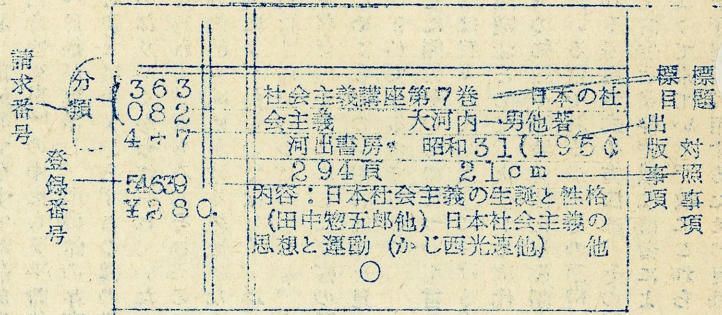 請求番号
分類
登録番号
363
082
4+7
54639
¥280.
社会主義講座第7巻 日本の社
会主義 大河内一男他著
河出書房・ 昭和31(195
294頁 21cm
内容:日本社会主義の生誕と性格
(田中惣五郎他) 日本社会主義の
思想と運動 (かじ西光速他) 他
標題
標目
出版事項
対照事項